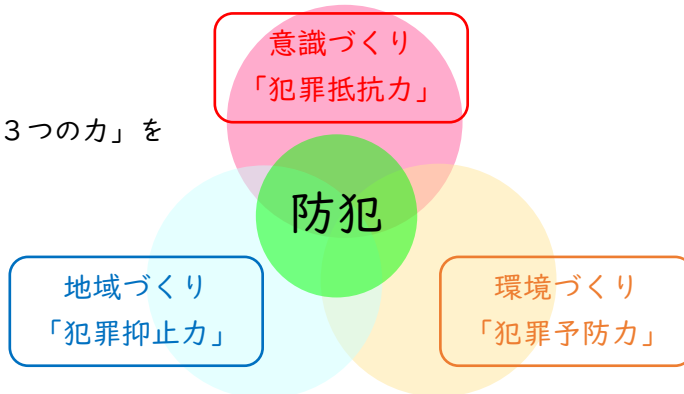 意識づくり
「犯罪抵抗力」
３つの力」を
防犯
地域づくり
「犯罪抑止力」
環境づくり
「犯罪予防力」